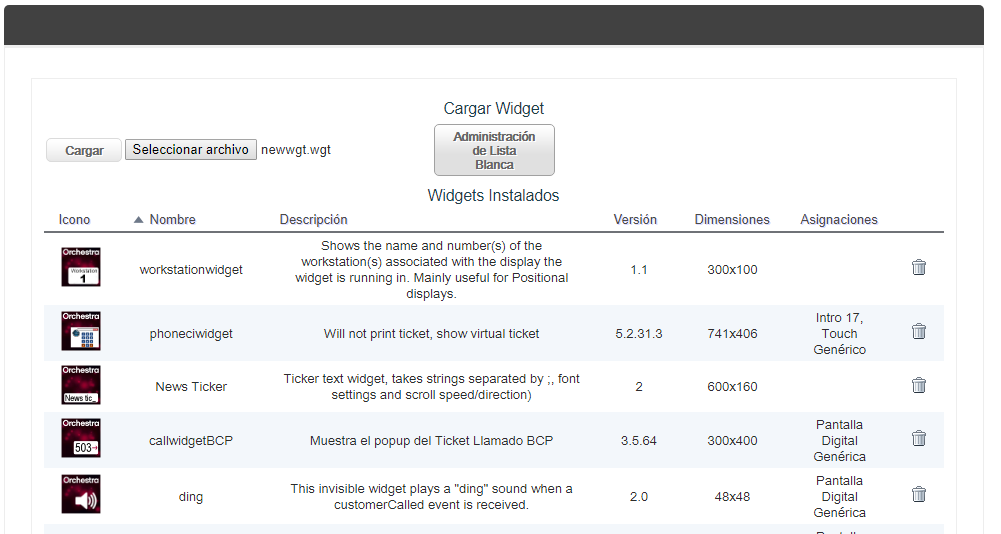 Cargar Widget
Cargar
Seleccionar archivo
newwgt.wgt
Administración
de Lista
Blanca
Widgets Instalados
Icono
Nombre
Descripción
Versión
Dimensiones
Asignaciones
Orchestra
Workstation
1
workstationwidget
Shows the name and number(s) of the
workstation(s) associated with the display the
widget is running in. Mainly useful for Positional
displays.
1.1
300x100
Orchestra
phoneciwidget
Will not print ticket, show virtual ticket
5.2.31.3
741x406
Intro 17,
Touch
Genérico
Orchestra
News tic_
News Ticker
Ticker text widget, takes strings separated by ;, font
settings and scroll speed/direction)
2
600x160
Orchestra
503→
callwidgetBCP
Muestra el popup del Ticket Llamado BCP
3.5.64
300x400
Pantalla
Digital
Genérica
Orchestra
ding
This invisible widget plays a "ding" sound when a
customerCalled event is received.
2.0
48x48
Pantalla
Digital
Genérica